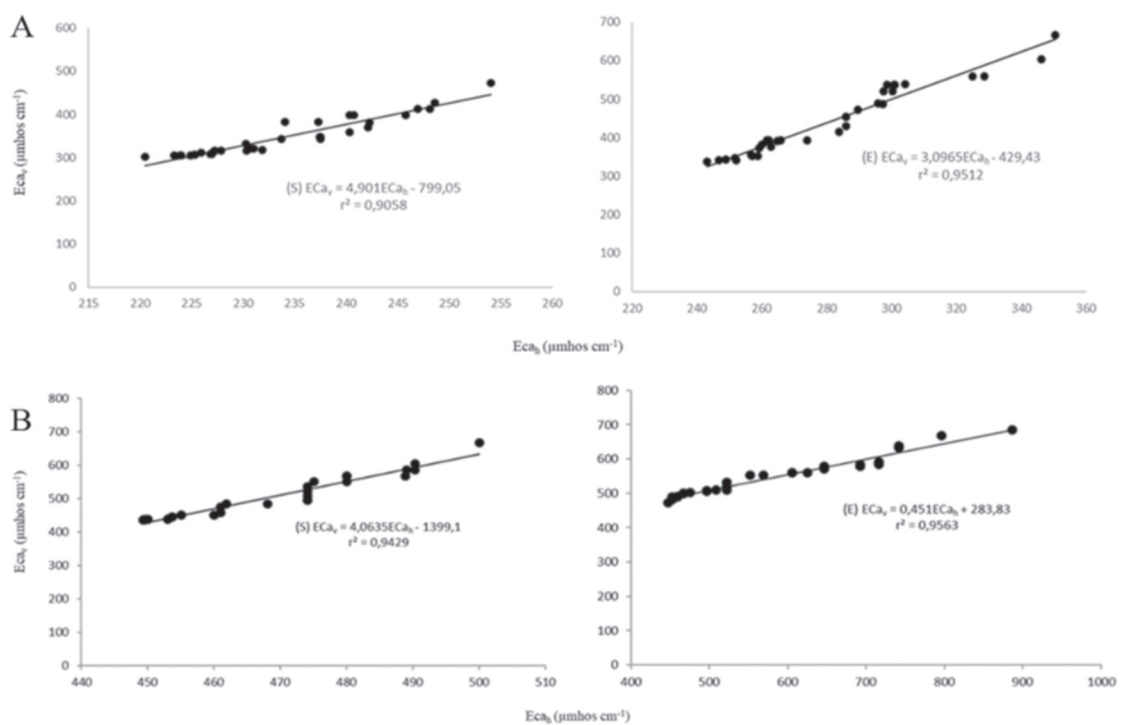 A
Eca_v (µmhos cm⁻¹)
600
500
400
300
200
100
0
215 220 225 230 235 240 245 250 255 260
(S) ECa_v = 4,901ECa_h - 799,05
r² = 0,9058
700
600
500
400
300
200
100
0
220 240 260 280 300 320 340 360
(E) ECa_v = 3,0965ECa_h - 429,43
r² = 0,9512
Eca_h (µmhos cm⁻¹)
B
Eca_v (µmhos cm⁻¹)
800
700
600
500
400
300
200
100
0
440 450 460 470 480 490 500 510
(S) ECa_v = 4,0635ECa_h - 1399,1
r² = 0,9429
800
700
600
500
400
300
200
100
0
400 500 600 700 800 900 1000
(E) ECa_v = 0,451ECa_h + 283,83
r² = 0,9563
Eca_h (µmhos cm⁻¹)